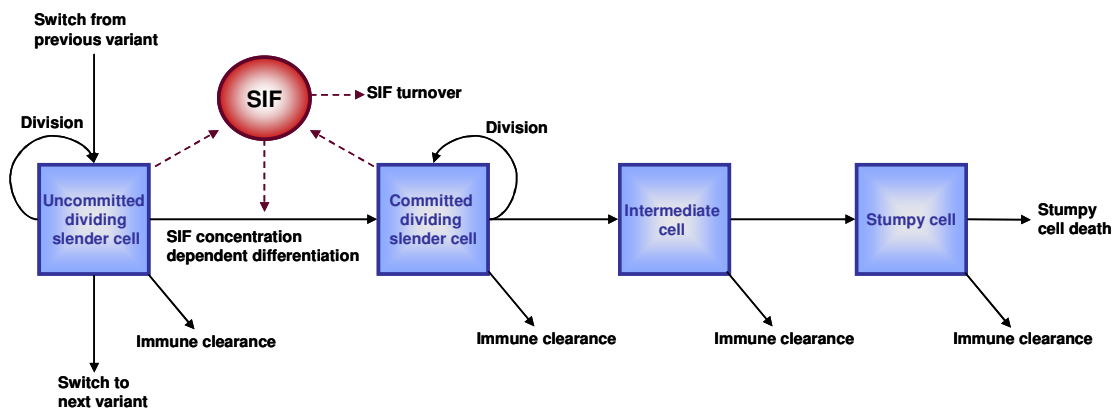 Switch from
previous variant
SIF
SIF turnover
Division
Division
Uncommitted
dividing
slender cell
Committed
dividing
slender cell
Intermediate
cell
Stumpy cell
Stumpy
cell death
SIF concentration
dependent differentiation
Immune clearance
Immune clearance
Immune clearance
Immune clearance
Switch to
next variant